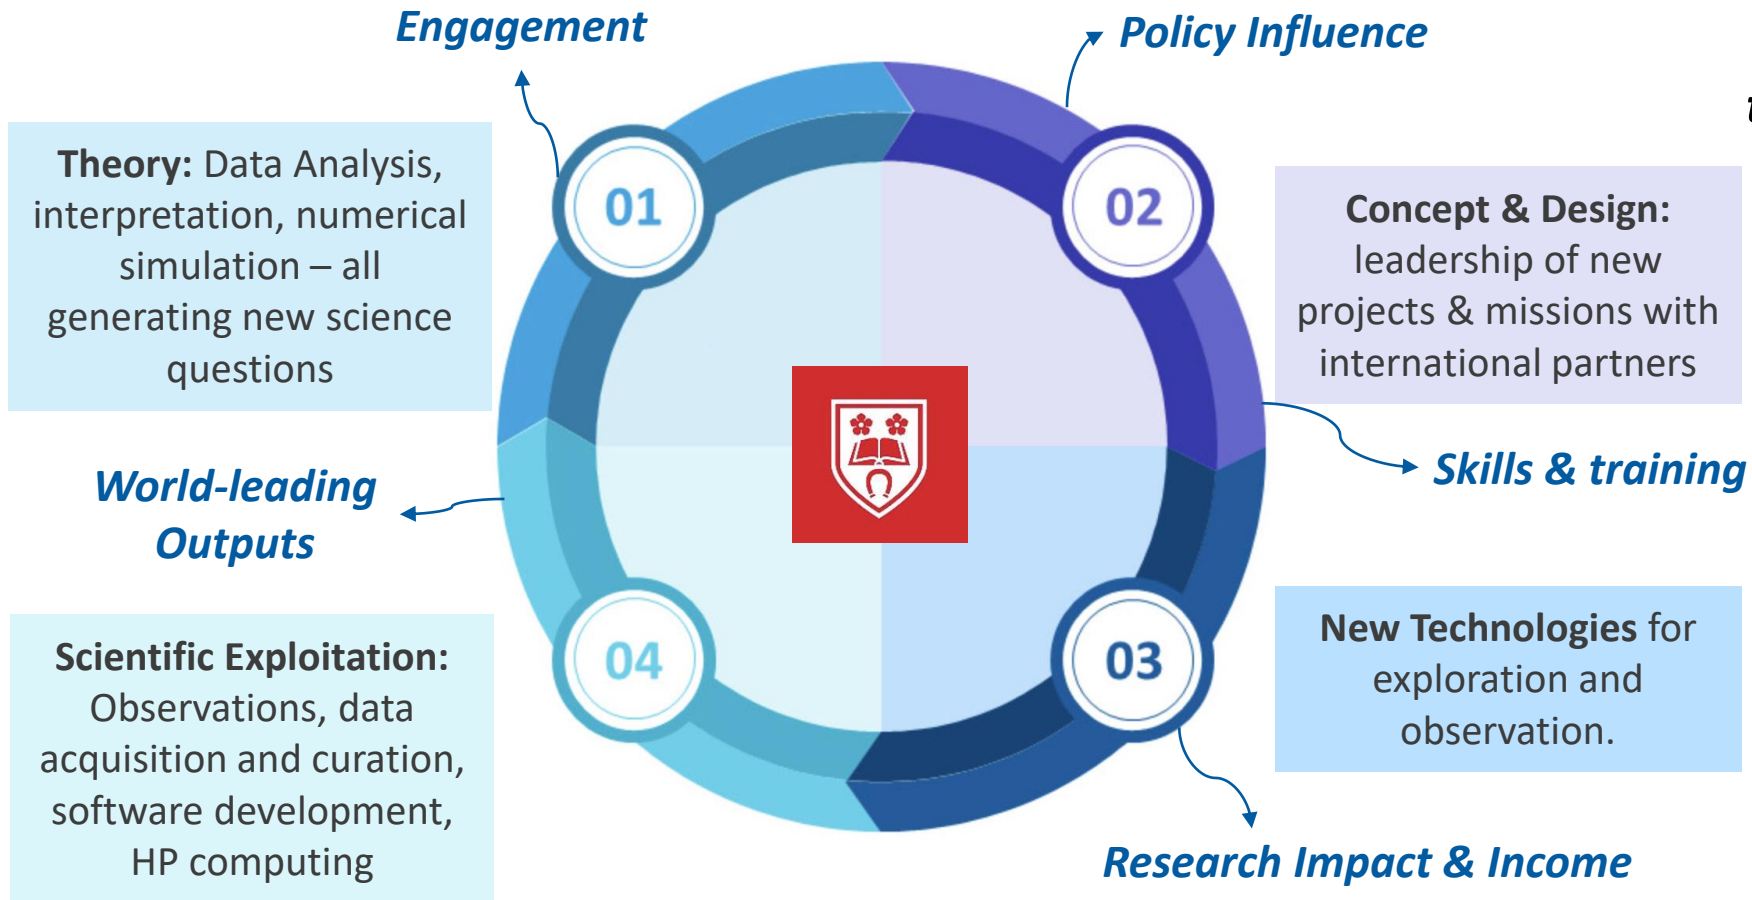 Engagement
Policy Influence
Theory: Data Analysis,
interpretation, numerical
simulation – all
generating new science
questions
01
02
Concept & Design:
leadership of new
projects & missions with
international partners
World-leading
Outputs
Skills & training
Scientific Exploitation:
Observations, data
acquisition and curation,
software development,
HP computing
04
03
New Technologies for
exploration and
observation.
Research Impact & Income